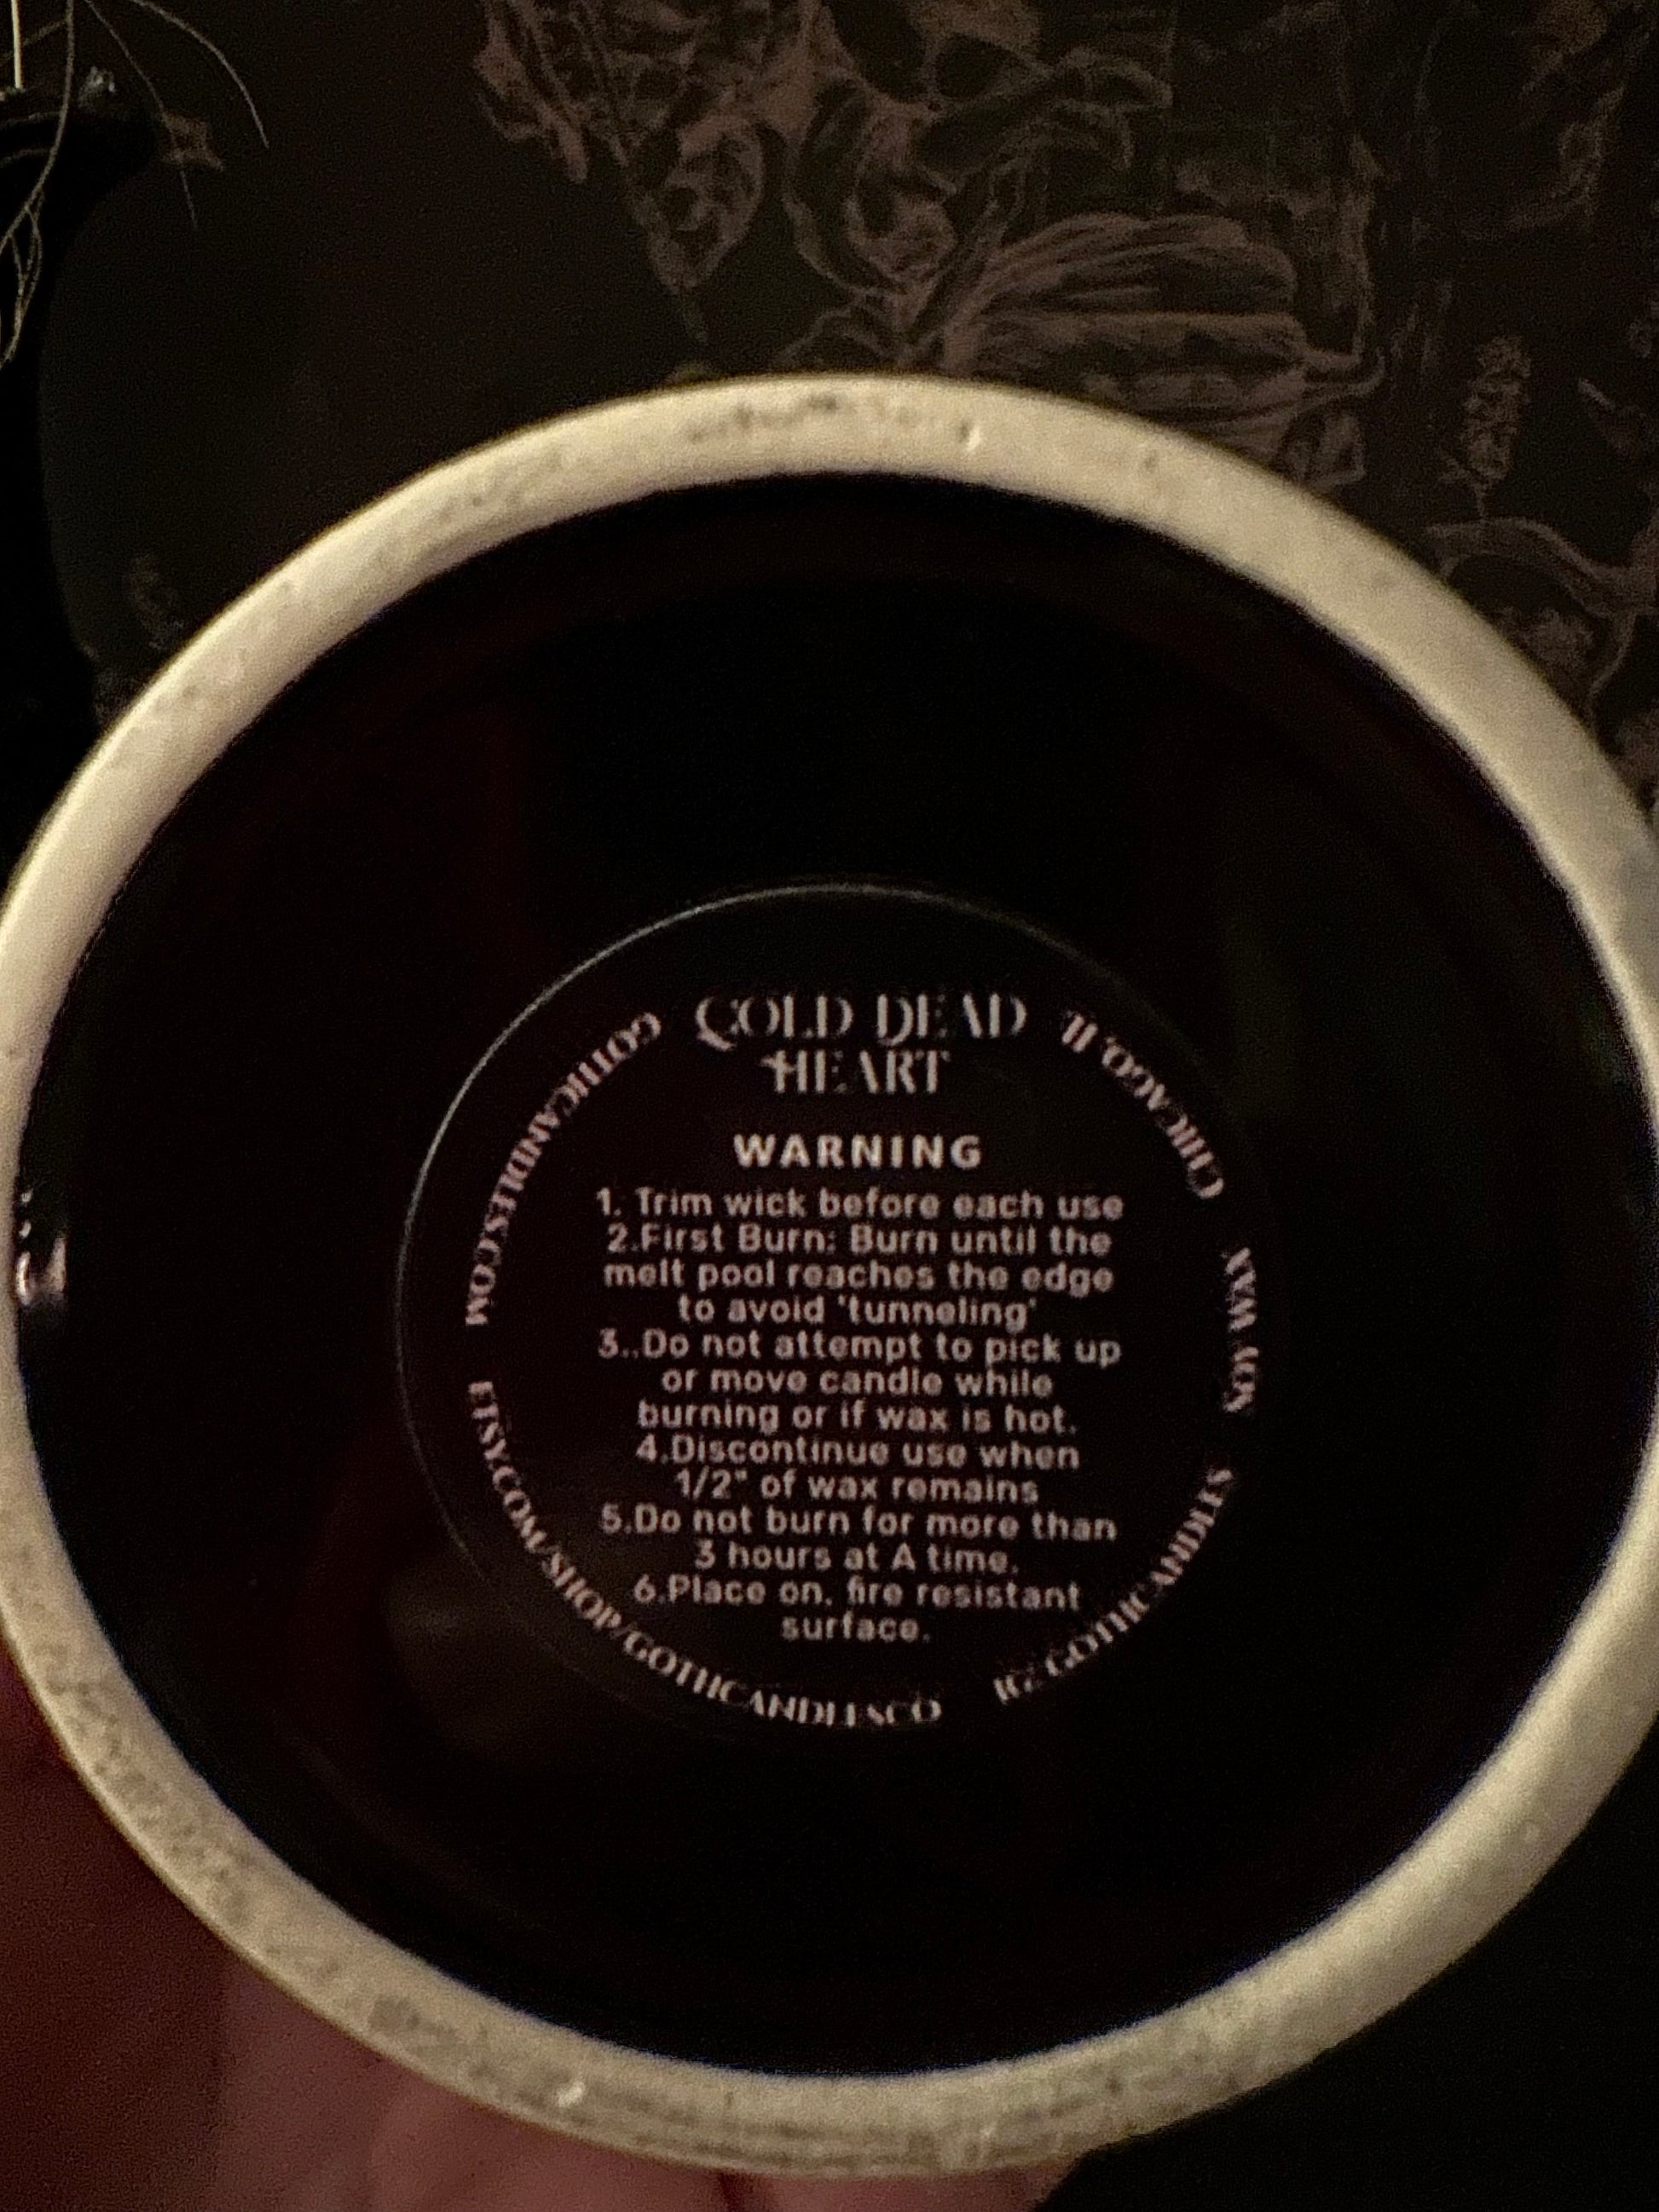 COLD DEAD
HEART
WARNING
1. Trim wick before each use
2.First Burn: Burn until the
melt pool reaches the edge
to avoid 'tunneling'
3..Do not attempt to pick up
or move candle while
burning or if wax is hot.
4.Discontinue use when
1/2" of wax remains
5.Do not burn for more than
3 hours at A time.
6.Place on. fire resistant
surface.
CHICAGO, IL
SOY WAX
IG: GOTHICANDLES
ETSY.COM/SHOP/GOTHICANDLESCO
GOTHICANDLES.COM